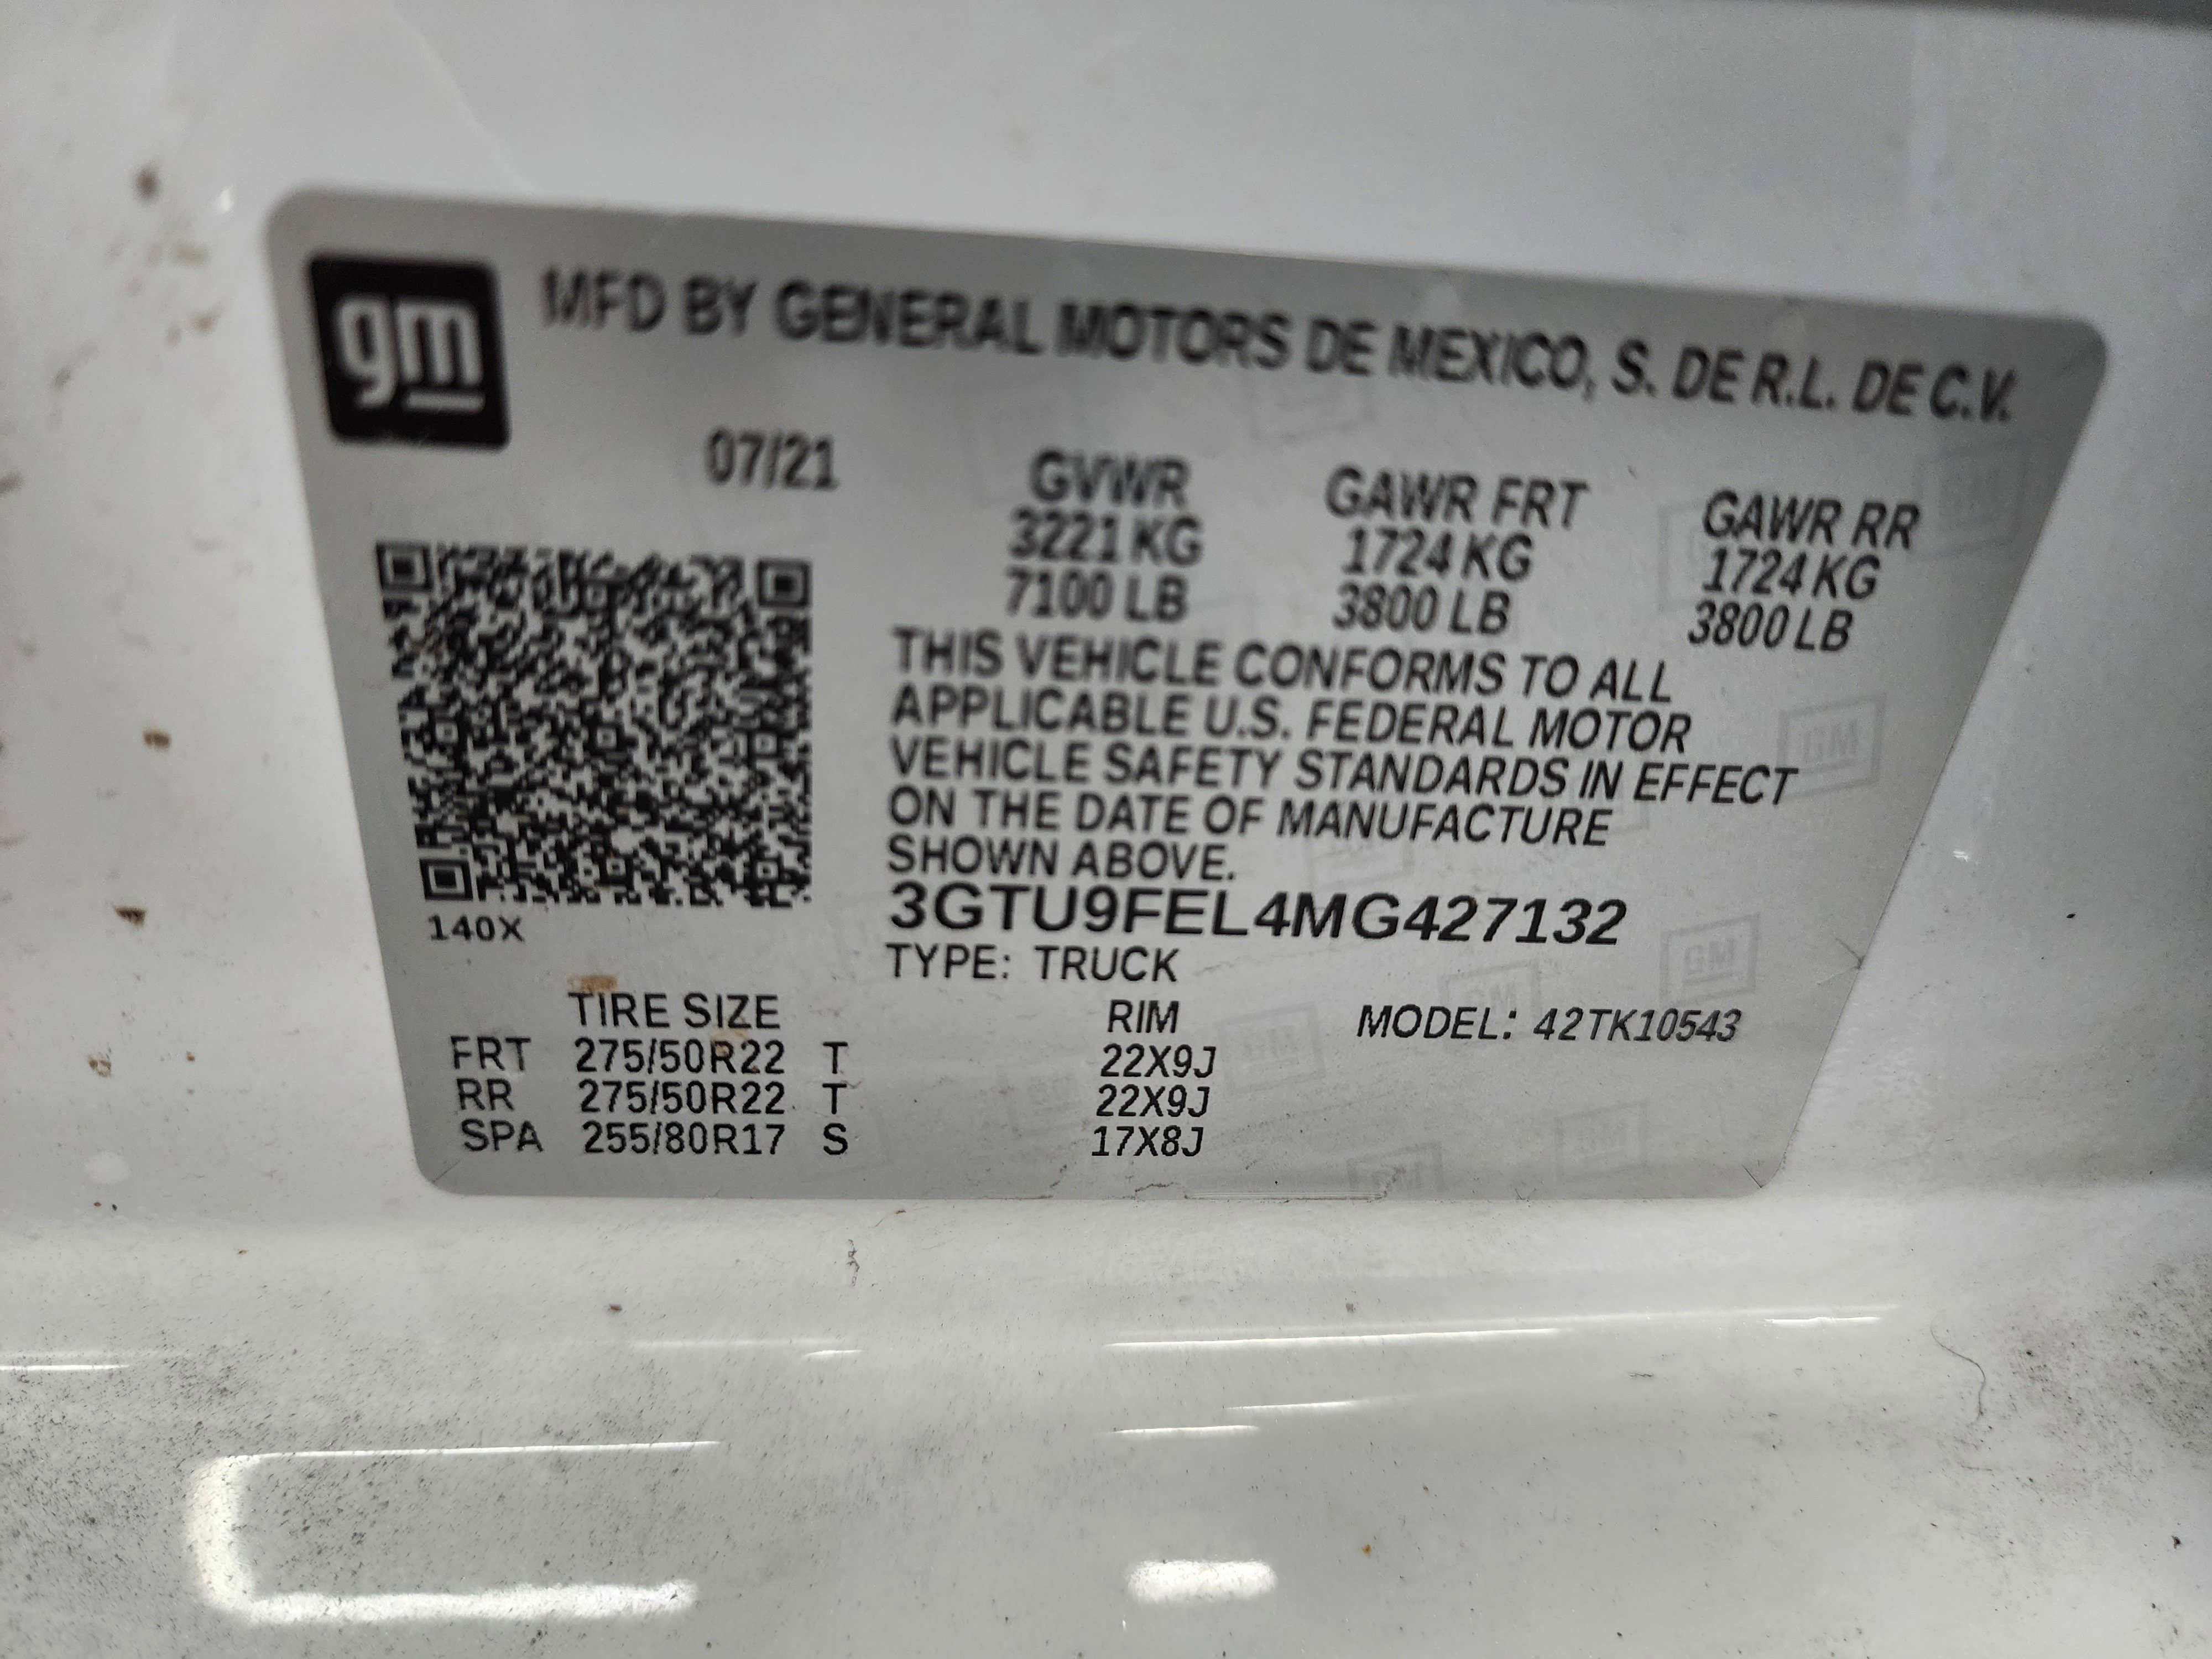 gm MFD BY GENERAL MOTORS DE MEXICO, S. DE R.L. DE C.V.
07/21 GVWR GAWR FRT GAWR RR
3221 KG 1724 KG 1724 KG
7100 LB 3800 LB 3800 LB
THIS VEHICLE CONFORMS TO ALL
APPLICABLE U.S. FEDERAL MOTOR
VEHICLE SAFETY STANDARDS IN EFFECT
ON THE DATE OF MANUFACTURE
SHOWN ABOVE.
3GTU9FEL4MG427132
140X
TYPE: TRUCK
TIRE SIZE RIM MODEL: 42TK10543
FRT 275/50R22 T 22X9J
RR 275/50R22 T 22X9J
SPA 255/80R17 S 17X8J